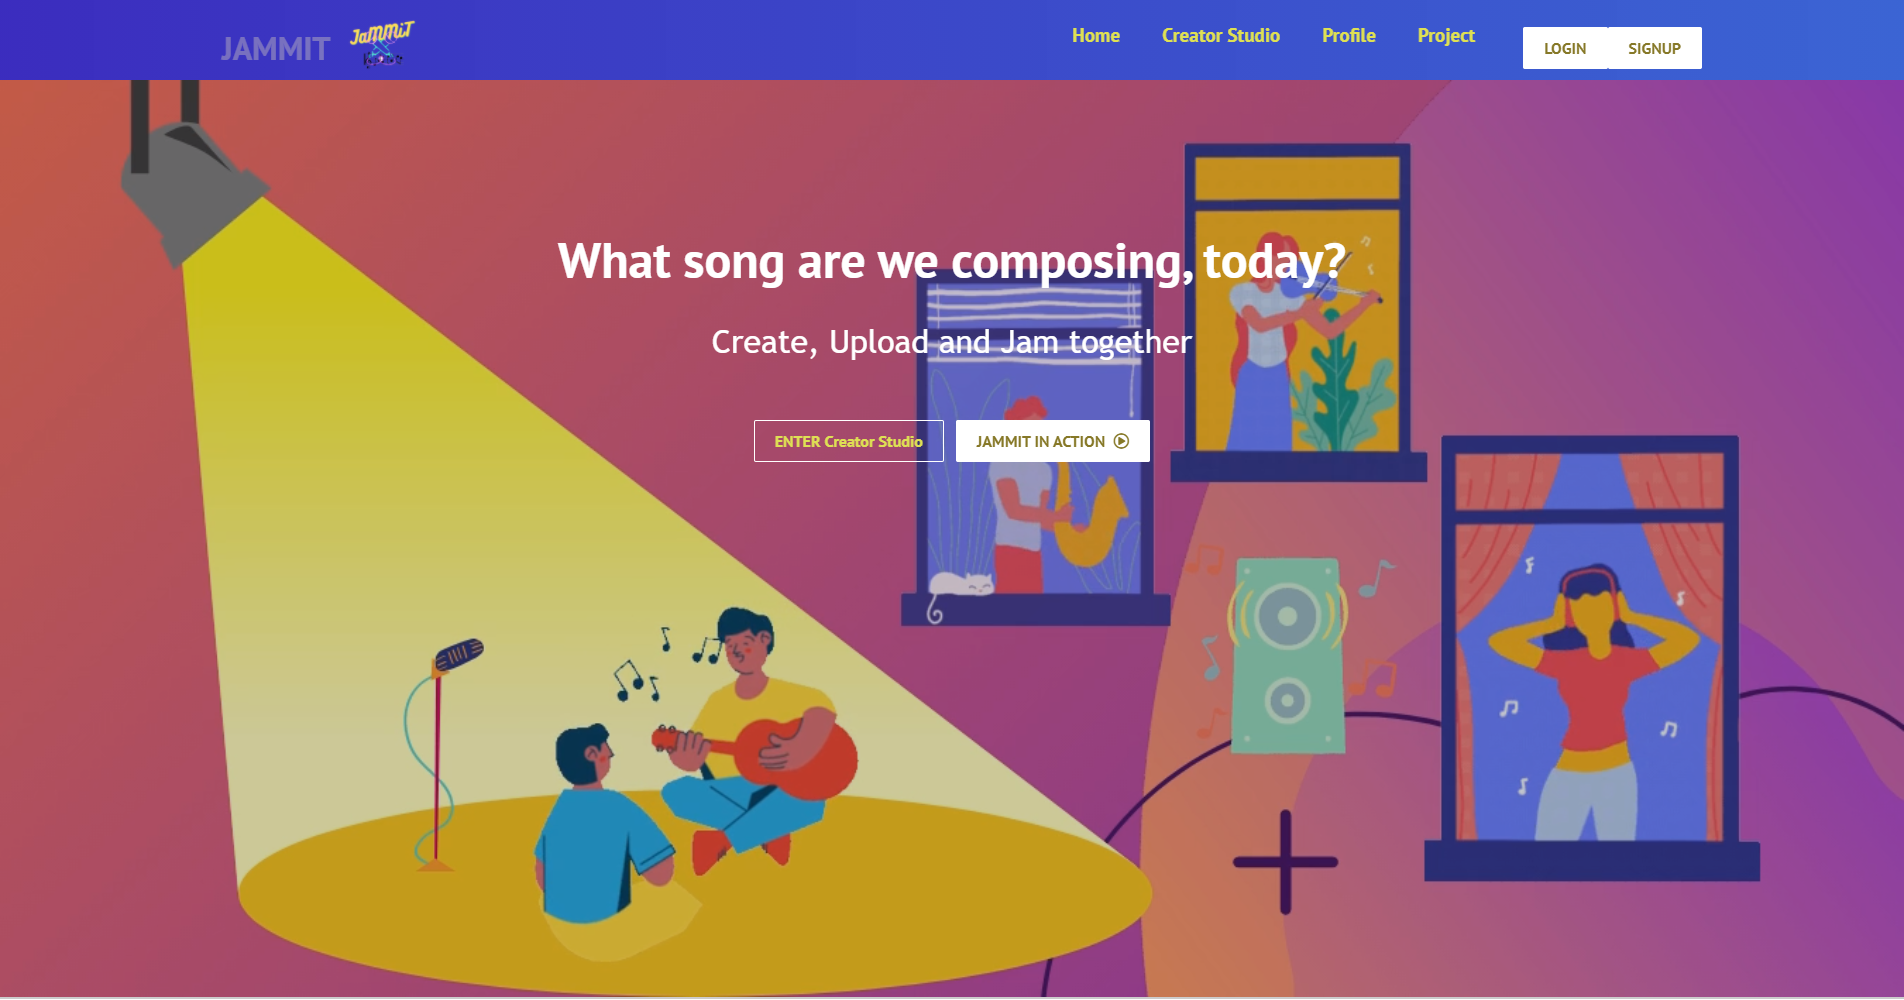 JAMMIT
JaMMiT
Home
Creator Studio
Profile
Project
LOGIN
SIGNUP
What song are we composing, today?
Create, Upload and Jam together
ENTER Creator Studio
JAMMIT IN ACTION